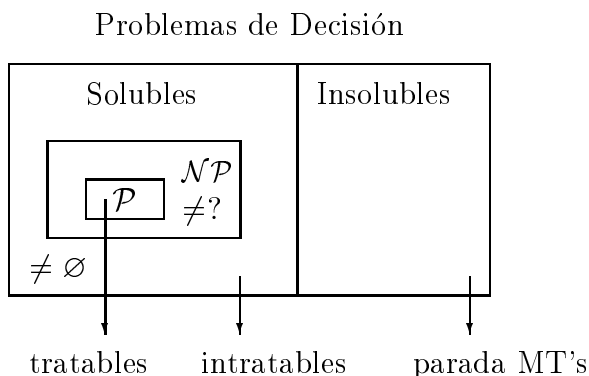 Problemas de Decisión
Solubles
Insolubles
𝒩𝒫
𝒫
≠?
≠ ∅
tratables
intratables
parada MT's